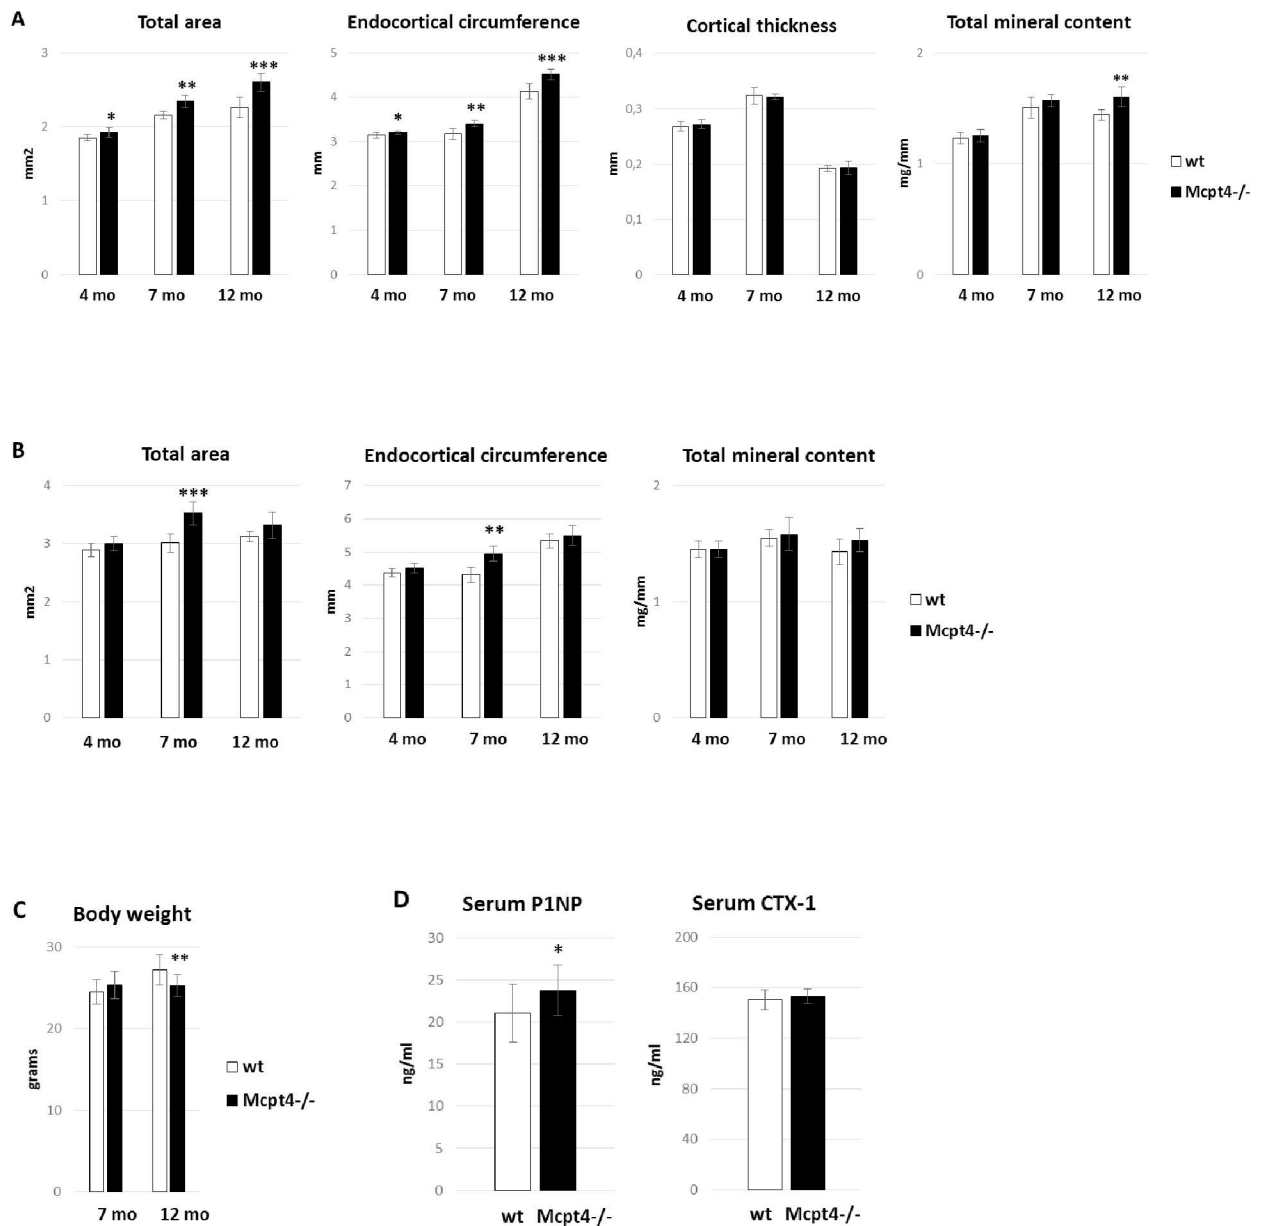 A
Total area
Endocortical circumference
Cortical thickness
Total mineral content
3
2
1
0
mm2
*
**
***
4 mo 7 mo 12 mo
5
4
3
2
1
0
mm
*
**
***
4 mo 7 mo 12 mo
0,4
0,3
0,2
0,1
0
mm
4 mo 7 mo 12 mo
2
1
0
mg/mm
**
4 mo 7 mo 12 mo
wt
Mcpt4-/-
B
Total area
Endocortical circumference
Total mineral content
4
3
2
1
0
mm2
***
4 mo 7 mo 12 mo
7
6
5
4
3
2
1
0
mm
**
4 mo 7 mo 12 mo
2
1
0
mg/mm
4 mo 7 mo 12 mo
wt
Mcpt4-/-
C
Body weight
30
20
10
0
grams
**
7 mo 12 mo
wt
Mcpt4-/-
D
Serum P1NP
30
25
20
15
10
5
0
ng/ml
*
wt Mcpt4-/-
Serum CTX-1
200
160
120
80
40
0
ng/ml
wt Mcpt4-/-